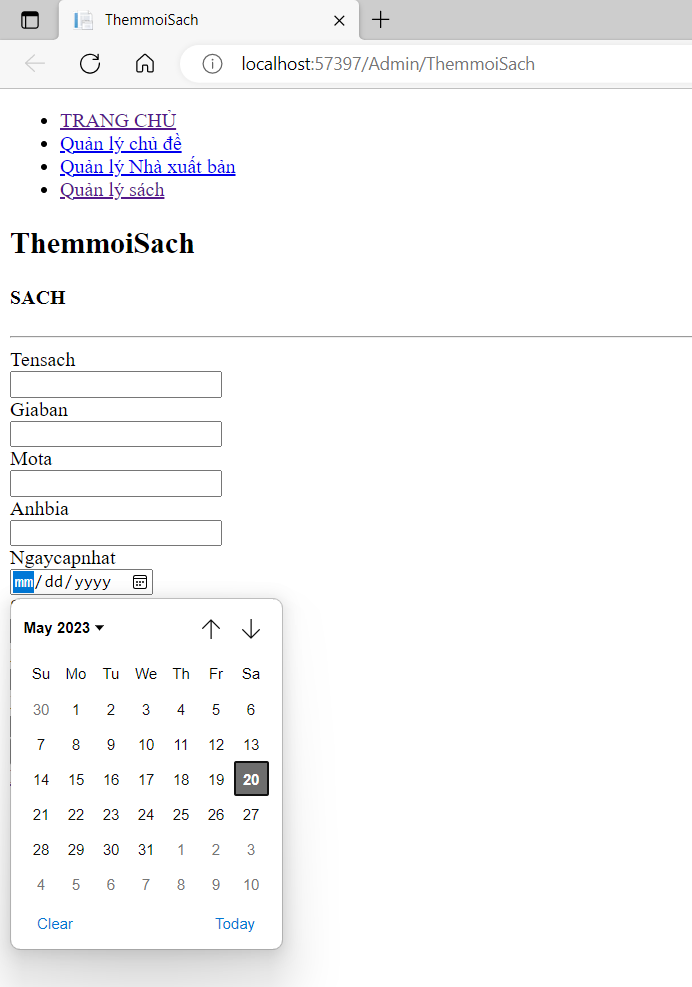 ThemmoiSach
localhost:57397/Admin/ThemmoiSach
TRANG CHỦ
Quản lý chủ đề
Quản lý Nhà xuất bản
Quản lý sách
ThemmoiSach
SACH
Tensach
Giaban
Mota
Anhbia
Ngaycapnhat
mm/dd/yyyy
May 2023
Su Mo Tu We Th Fr Sa
30 1 2 3 4 5 6
7 8 9 10 11 12 13
14 15 16 17 18 19 20
21 22 23 24 25 26 27
28 29 30 31 1 2 3
4 5 6 7 8 9 10
Clear Today